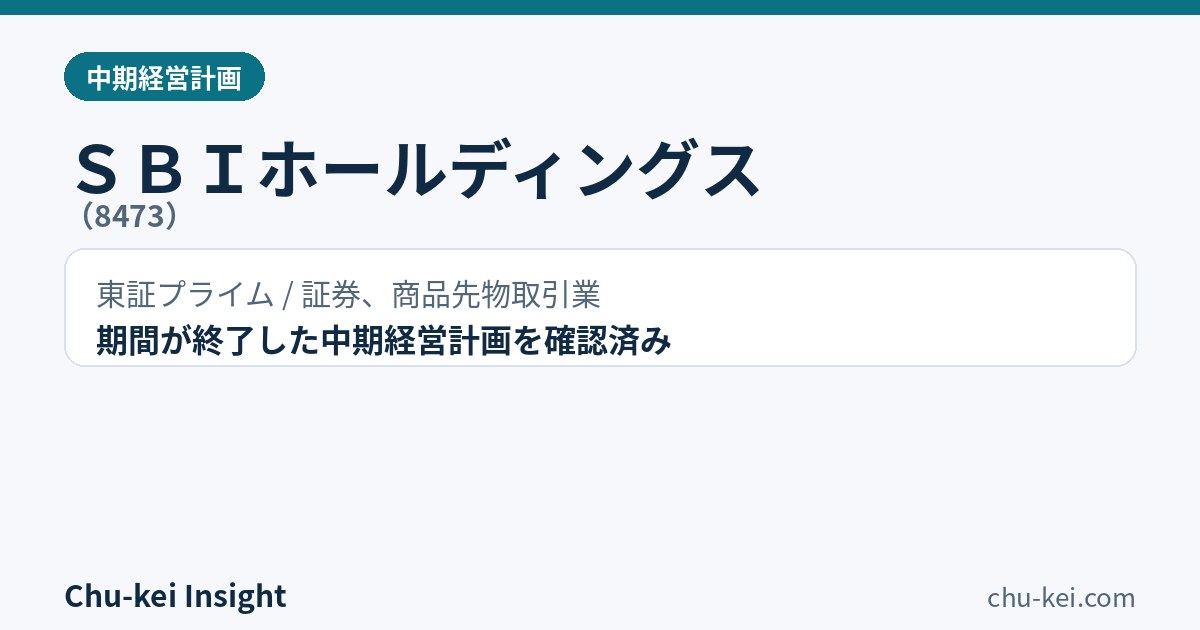 中期経営計画
ＳＢＩホールディングス
（8473）
東証プライム / 証券、商品先物取引業
期間が終了した中期経営計画を確認済み
Chu-kei Insight
chu-kei.com